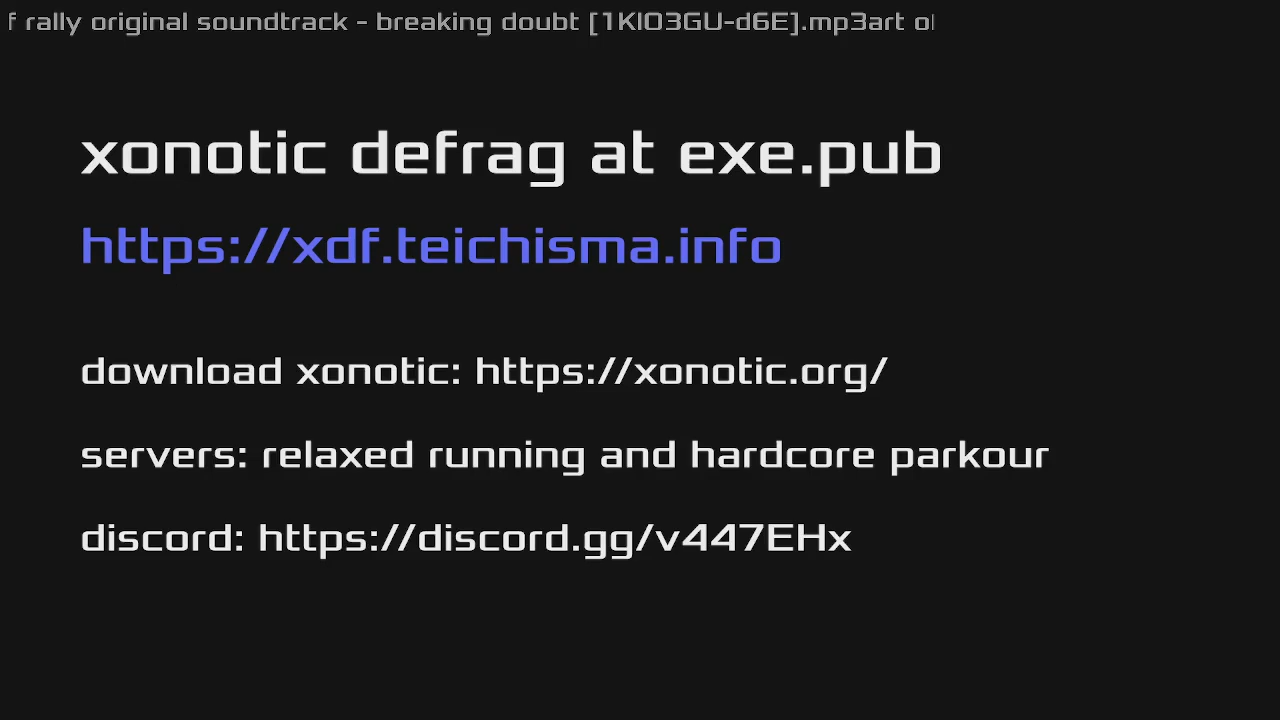 f rally original soundtrack - breaking doubt [1KIO3GU-d6E].mp3art
xonotic defrag at exe.pub
https://xdf.teichisma.info
download xonotic: https://xonotic.org/
servers: relaxed running and hardcore parkour
discord: https://discord.gg/v447EHx